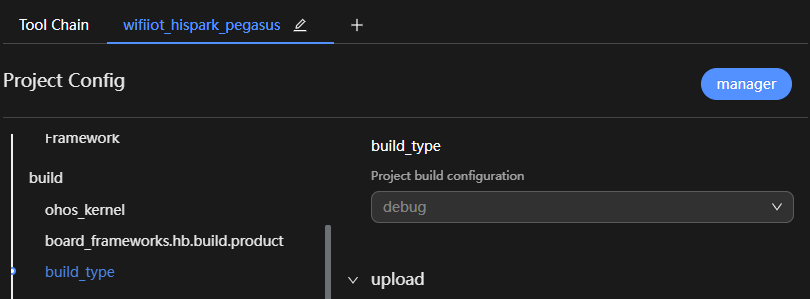 Tool Chain
wifiiot_hispark_pegasus
Project Config
manager
Framework
build
ohos_kernel
board_frameworks.hb.build.product
build_type
build_type
Project build configuration
debug
upload